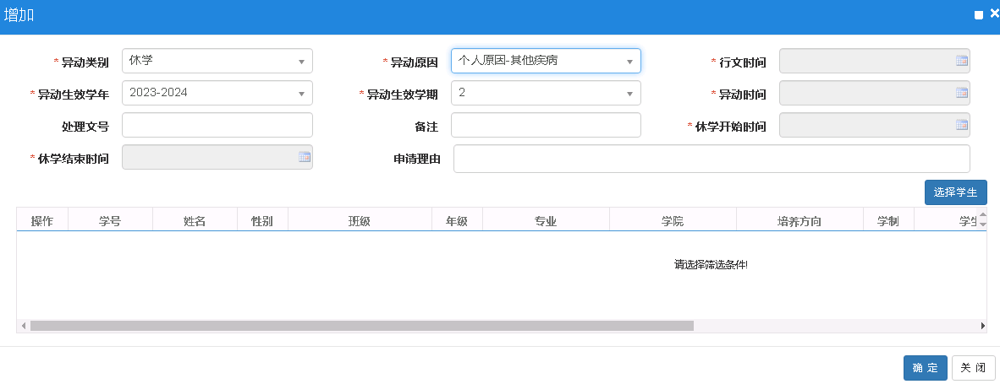 增加
* 异动类别 休学 * 异动原因 个人原因-其他疾病 * 行文时间
* 异动生效学年 2023-2024 * 异动生效学期 2 * 异动时间
处理文号 备注 * 休学开始时间
* 休学结束时间 申请理由
选择学生
操作 学号 姓名 性别 班级 年级 专业 学院 培养方向 学制
请选择筛选条件!
确 定 关 闭